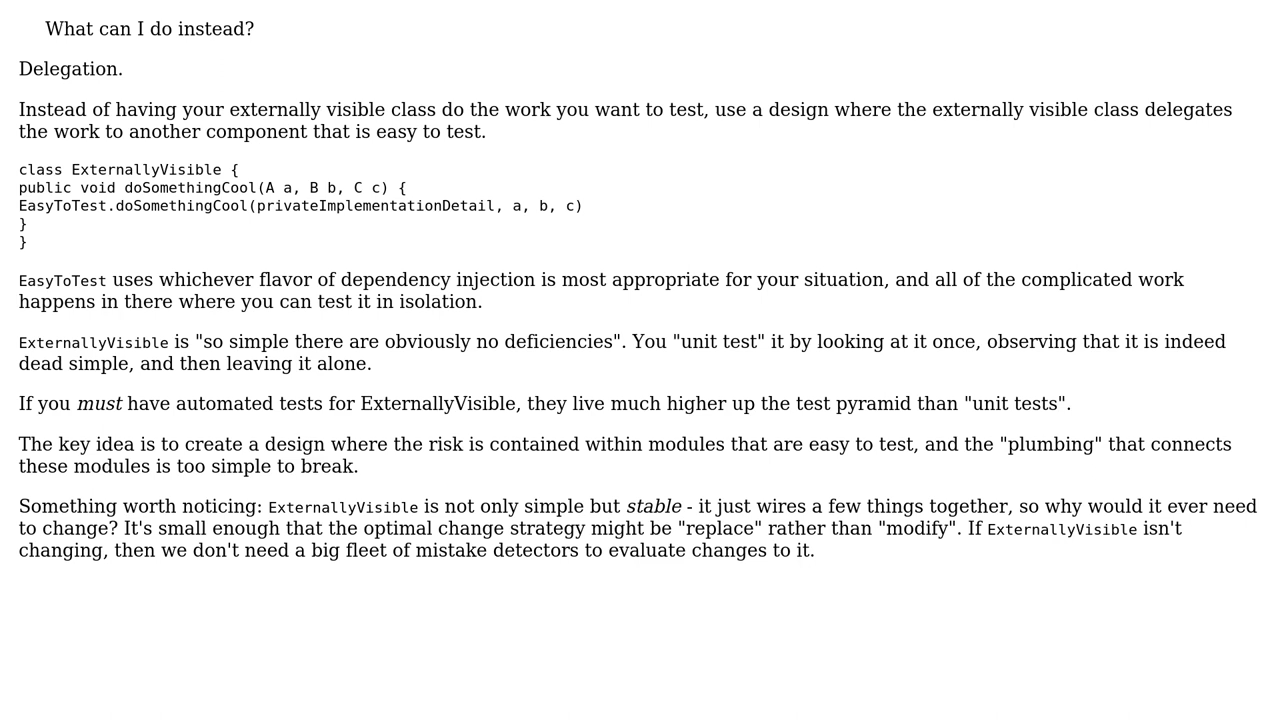 What can I do instead?
Delegation.
Instead of having your externally visible class do the work you want to test, use a design where the externally visible class delegates
the work to another component that is easy to test.
class ExternallyVisible {
public void doSomethingCool(A a, B b, C c) {
EasyToTest.doSomethingCool(privateImplementationDetail, a, b, c)
}
}
EasyToTest uses whichever flavor of dependency injection is most appropriate for your situation, and all of the complicated work
happens in there where you can test it in isolation.
ExternallyVisible is "so simple there are obviously no deficiencies". You "unit test" it by looking at it once, observing that it is indeed
dead simple, and then leaving it alone.
If you must have automated tests for ExternallyVisible, they live much higher up the test pyramid than "unit tests".
The key idea is to create a design where the risk is contained within modules that are easy to test, and the "plumbing" that connects
these modules is too simple to break.
Something worth noticing: ExternallyVisible is not only simple but stable - it just wires a few things together, so why would it ever need
to change? It's small enough that the optimal change strategy might be "replace" rather than "modify". If ExternallyVisible isn't
changing, then we don't need a big fleet of mistake detectors to evaluate changes to it.